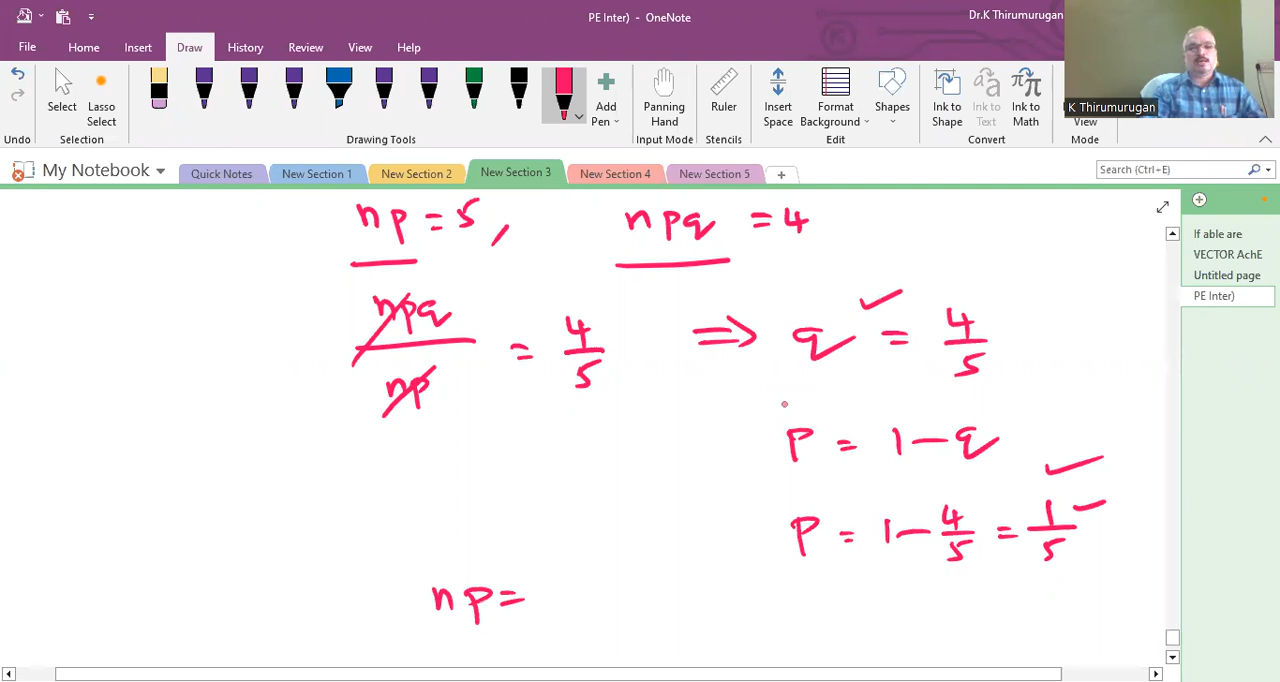 PE Inter) - OneNote
Dr.K Thirumurugan
File Home Insert Draw History Review View Help
Undo
Select
Lasso Select
Selection
Drawing Tools
Add Pen
Panning Hand
Input Mode
Ruler
Stencils
Insert Space
Format Background
Shapes
Edit
Ink to Shape
Ink to Text
Ink to Math
Convert
View
Mode
K Thirumurugan
My Notebook
Quick Notes New Section 1 New Section 2 New Section 3 New Section 4 New Section 5 +
Search (Ctrl+E)
If able are
VECTOR AchE
Untitled page
PE Inter)
np = 5, npq = 4
npq/np = 4/5 ⇒ q = 4/5
P = 1 - q
P = 1 - 4/5 = 1/5
np =